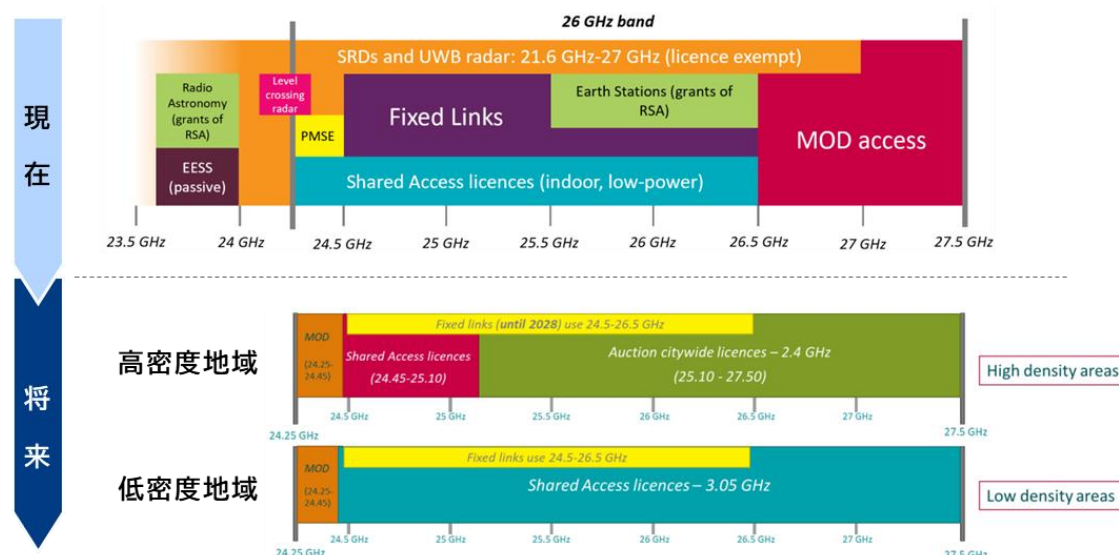 26 GHz band
SRDs and UWB radar: 21.6 GHz-27 GHz (licence exempt)
Radio
Astronomy
(grants of
RSA)
Level
crossing
radar
Fixed Links
Earth Stations (grants of
RSA)
PMSE
MOD access
EESS
(passive)
Shared Access licences (indoor, low-power)
23.5 GHz
24 GHz
24.5 GHz
25 GHz
25.5 GHz
26 GHz
26.5 GHz
27 GHz
27.5 GHz
現
在
将
来
高密度地域
MOD
(24.25-
24.45)
Fixed links (until 2028) use 24.5-26.5 GHz
Shared Access licences
(24.45-25.10)
Auction citywide licences – 2.4 GHz
(25.10 - 27.50)
High density areas
24.25 GHz
24.5 GHz
25 GHz
25.5 GHz
26 GHz
26.5 GHz
27 GHz
27.5 GHz
低密度地域
MOD
(24.25-
24.45)
Fixed links use 24.5-26.5 GHz
Shared Access licences – 3.05 GHz
Low density areas
24.25 GHz
24.5 GHz
25 GHz
25.5 GHz
26 GHz
26.5 GHz
27 GHz
27.5 GHz